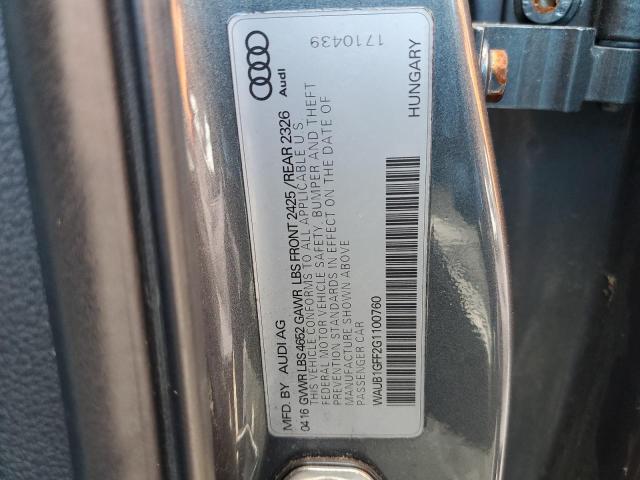 MFD. BY AUDI AG
04 16 GVWR LBS 4652 GAWR LBS FRONT 2425 / REAR 2326
THIS VEHICLE CONFORMS TO ALL APPLICABLE U S
FEDERAL MOTOR VEHICLE SAFETY, BUMPER AND THEFT
PREVENTION STANDARDS IN EFFECT ON THE DATE OF
MANUFACTURE SHOWN ABOVE
PASSENGER CAR
WAUB1GFF2G1100760
HUNGARY
Audi
1710439